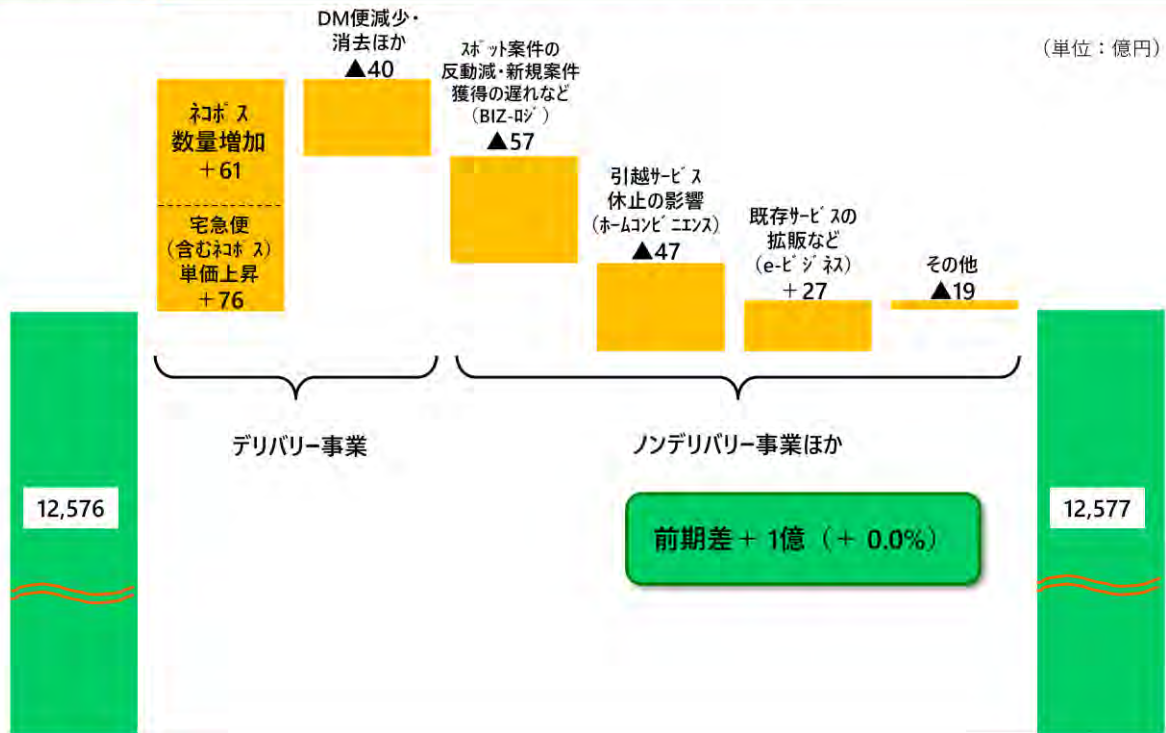 (単位：億円)
DM便減少・
消去ほか
▲40
ｽﾎﾟｯﾄ案件の
反動減・新規案件
獲得の遅れなど
（BIZ-ﾛｼﾞ）
▲57
ﾈｺﾎﾟｽ
数量増加
＋61
宅急便
（含むﾈｺﾎﾟｽ）
単価上昇
＋76
引越ｻｰﾋﾞｽ
休止の影響
（ﾎｰﾑｺﾝﾋﾞﾆｴﾝｽ）
▲47
既存ｻｰﾋﾞｽの
拡販など
（e-ﾋﾞｼﾞﾈｽ）
＋27
その他
▲19
デリバリー事業
ノンデリバリー事業ほか
12,576
12,577
前期差＋ 1億（＋ 0.0%）